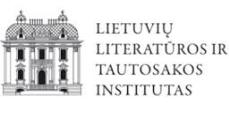 LIETUVIŲ
LITERATŪROS IR
TAUTOSAKOS
INSTITUTAS